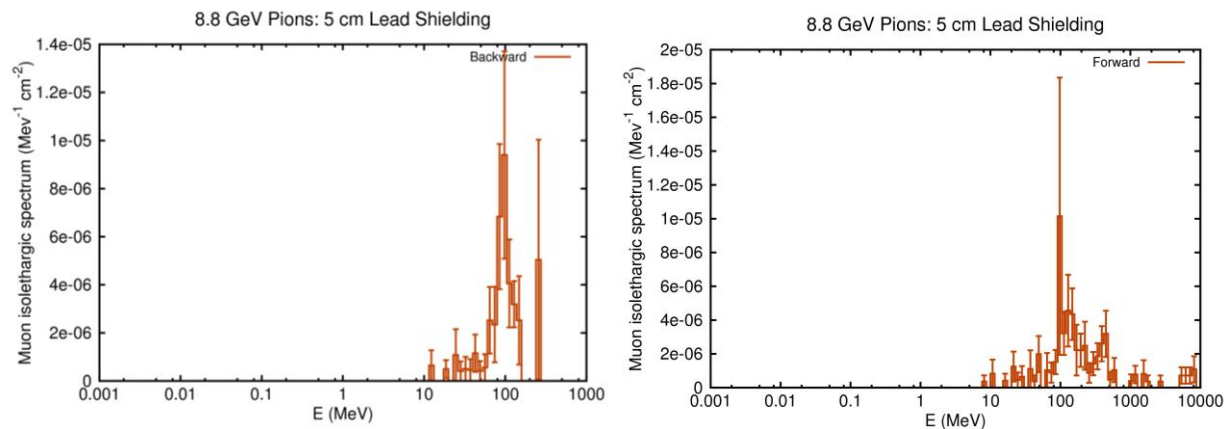 8.8 GeV Pions: 5 cm Lead Shielding
Muon isolethargic spectrum (Mev⁻¹ cm⁻²)
1.4e-05
1.2e-05
1e-05
8e-06
6e-06
4e-06
2e-06
0
Backward
0.001 0.01 0.1 1 10 100 1000
E (MeV)
8.8 GeV Pions: 5 cm Lead Shielding
Muon isolethargic spectrum (Mev⁻¹ cm⁻²)
2e-05
1.8e-05
1.6e-05
1.4e-05
1.2e-05
1e-05
8e-06
6e-06
4e-06
2e-06
0
Forward
0.001 0.01 0.1 1 10 100 1000 10000
E (MeV)